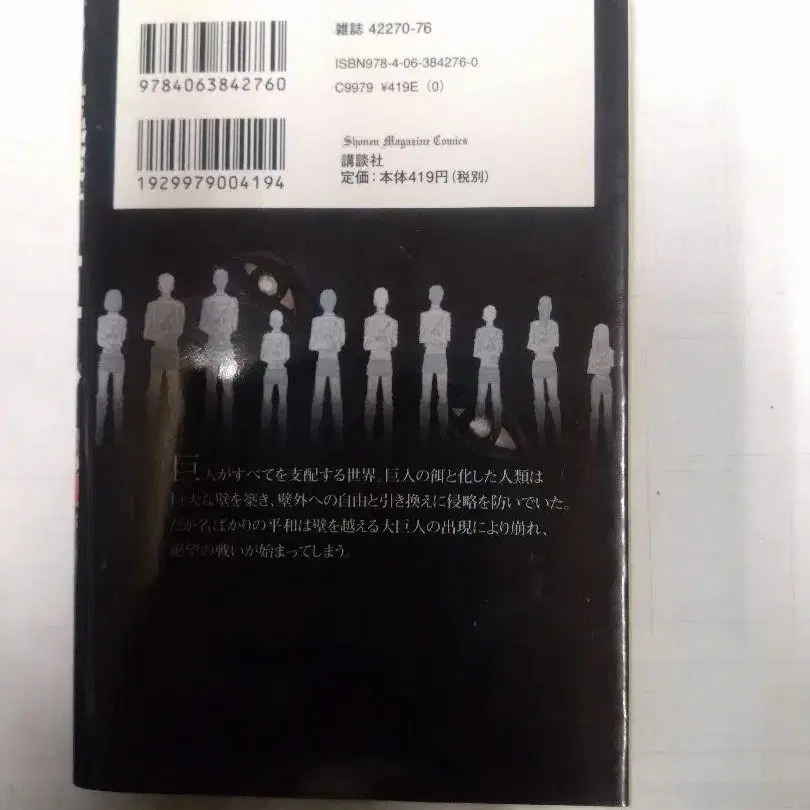 雑誌 42270-76
ISBN978-4-06-384276-0
9784063842760
C9979 ¥419E (0)
Shonen Magazine Comics
講談社
1929979004194
定価:本体419円(税別)
巨人がすべてを支配する世界。巨人の餌と化した人類は
巨大な壁を築き、壁外への自由と引き換えに侵略を防いでいた。
だが名ばかりの平和は壁を越える大巨人の出現により崩れ、
絶望の戦いが始まってしまう。